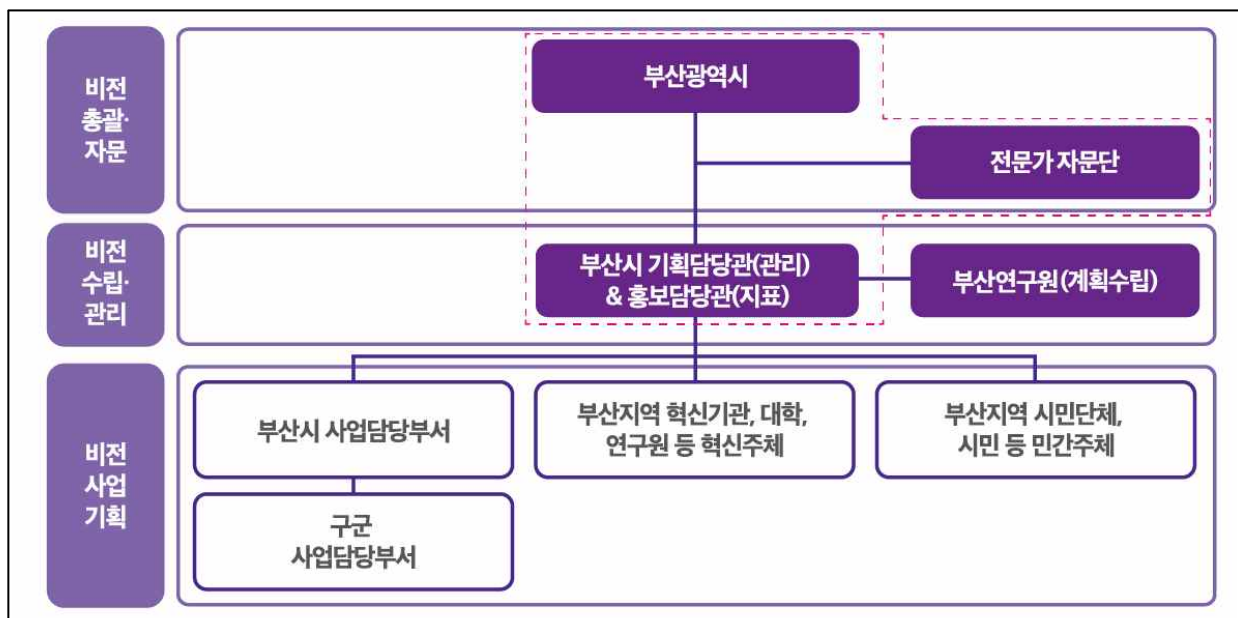 비전
총괄·
자문
부산광역시
전문가 자문단
비전
수립·
관리
부산시 기획담당관(관리)
& 홍보담당관(지표)
부산연구원(계획수립)
비전
사업
기획
부산시 사업담당부서
부산지역 혁신기관, 대학,
연구원 등 혁신주체
부산지역 시민단체,
시민 등 민간주체
구군
사업담당부서